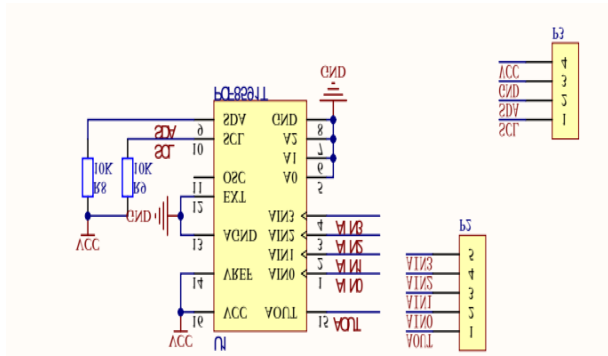 P3
4
VCC 3
GND 2
SDA 1
SCL
GND
PCF8591T
SDA GND
9 8
SDA
SCL A2
10 7
SCL
A1
6
10K 10K
OSC A0
11 5
R8 R9
EXT
12
GND
AIN3
4 AIN3
VCC
AGND AIN2
13 3 AIN2
AIN1
2 AIN1
VREF AIN0
14 1 AIN0
VCC AOUT
16 15 AOUT
VCC
U1
P2
5
AIN3 4
AIN2 3
AIN1 2
AIN0 1
AOUT